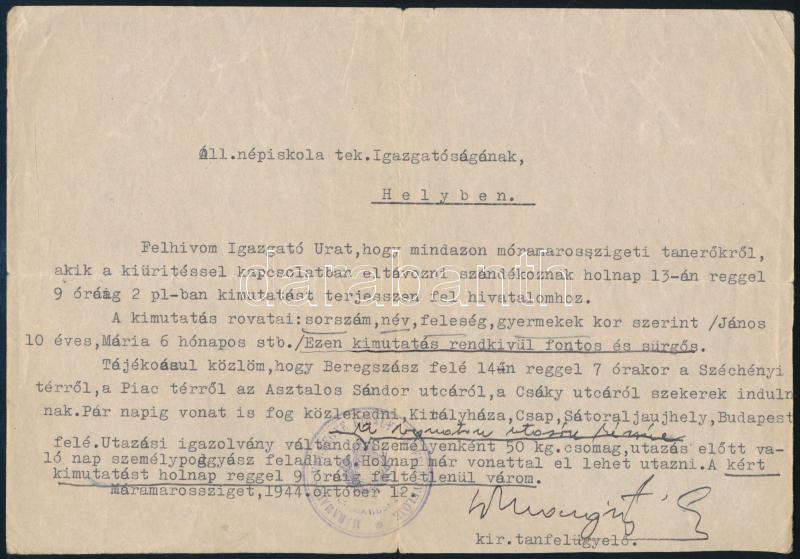 Áll.népiskola tek.Igazgatóságának,
Helyben.
Felhivom Igazgató Urat,hogy mindazon móramarosszigeti tanerőkről,
akik a kiüritéssel kapcsolatban eltávozni szándékoznak holnap 13-án reggel
9 óráig 2 pl-ban kimutatást terjesszen fel hivatalomhoz.
A kimutatás rovatai:sorszám,név,feleség,gyermekek kor szerint /János
10 éves,Mária 6 hónapos stb./Ezen kimutatás rendkivül fontos és sürgős.
Tájékoásul közlöm,hogy Beregszász felé 14én reggel 7 órakor a Széchényi
térről,a Piac térről az Asztalos Sándor utcáról,a Csáky utcáról szekerek induln
nak.Pár napig vonat is fog közlekedni,Királyháza,Csap,Sátoraljaujhely,Budapest
felé.Utazási igazolvány váltandó.Személyenként 50 kg.csomag,utazás előtt va-
ló nap személypoggyász feladható.Holnap már vonattal el lehet utazni.A kért
kimutatást holnap reggel 9 óráig feltétlenül várom.
Máramarossziget,1944.október 12.
kir.tanfelügyelő.
darabanth